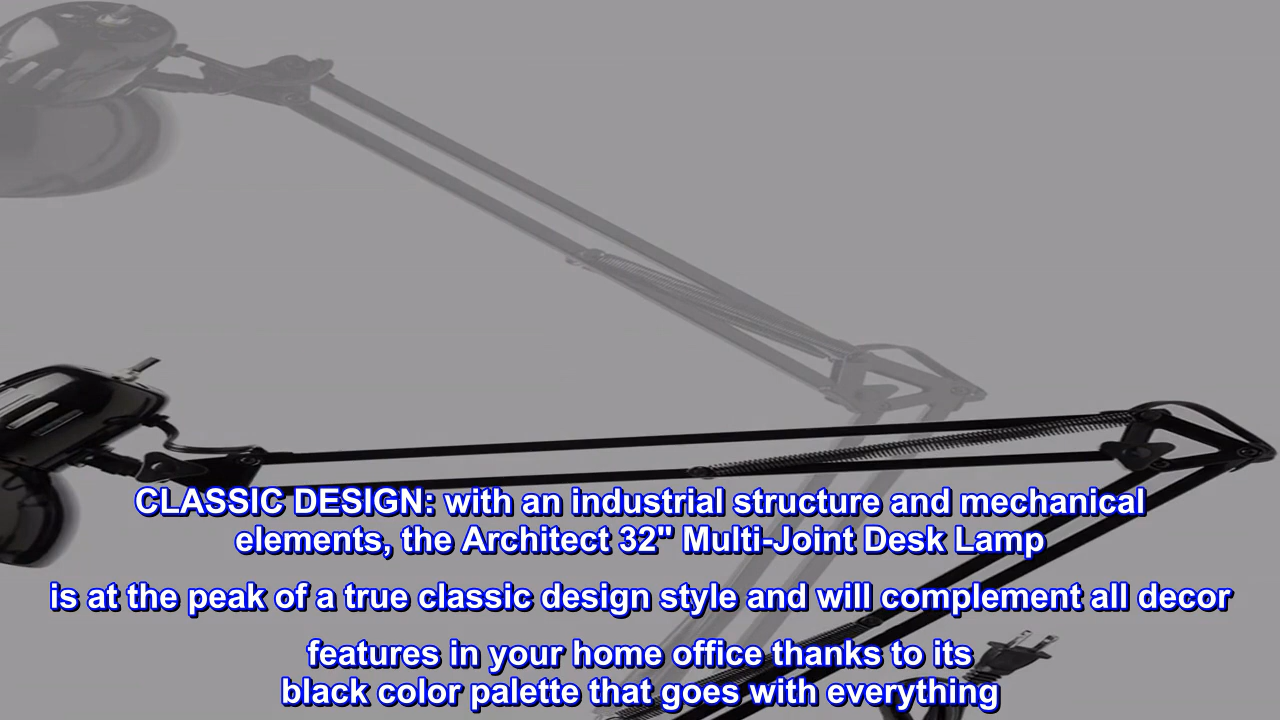 CLASSIC DESIGN: with an industrial structure and mechanical
elements, the Architect 32" Multi-Joint Desk Lamp
is at the peak of a true classic design style and will complement all decor
features in your home office thanks to its
black color palette that goes with everything